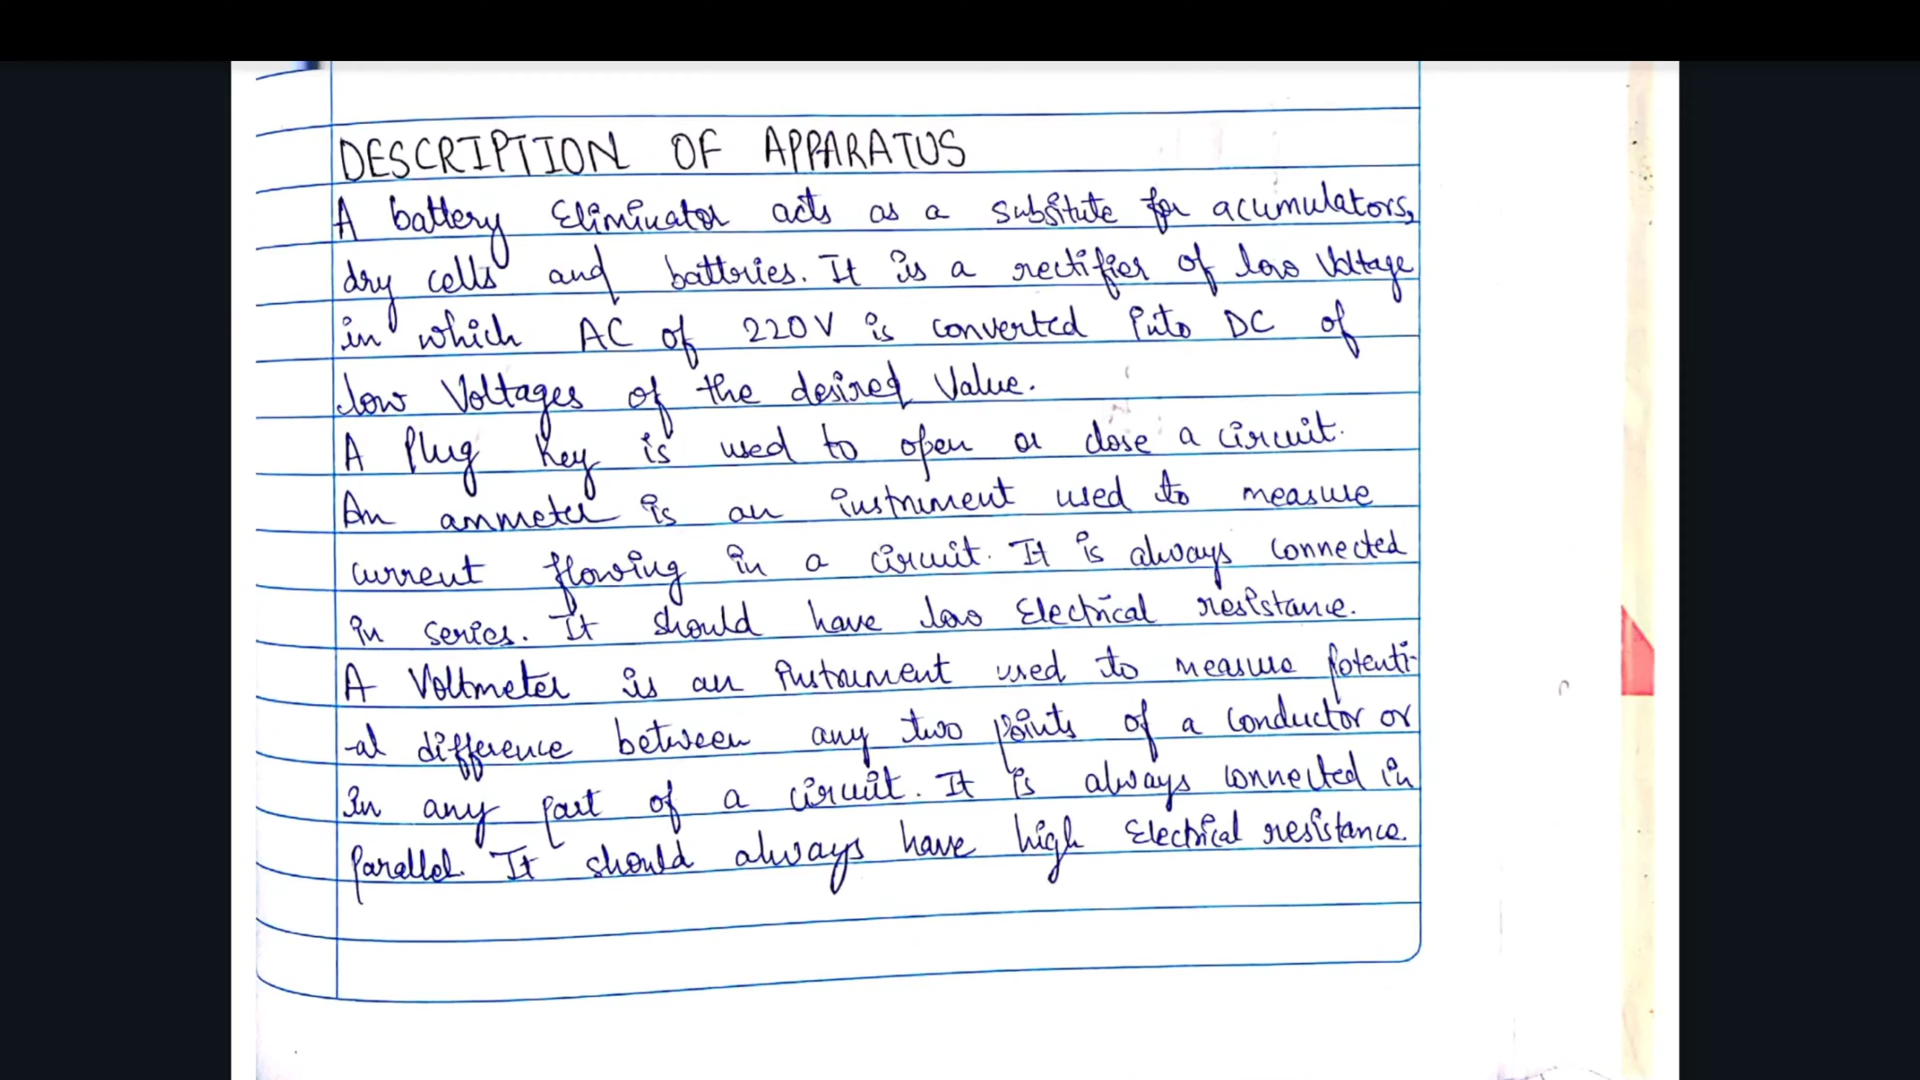 DESCRIPTION OF APPARATUS
A battery Eliminator acts as a subsitute for acumulators,
dry cells and battries. It is a rectifier of low Voltage
in which AC of 220V is converted into DC of
low Voltages of the desired Value.
A Plug Key is used to open or close a circuit.
An ammeter is an instrument used to measure
current flowing in a circuit. It is always connected
in series. It should have low Electrical resistance.
A Voltmeter is an instrument used to measure potenti-
-al difference between any two points of a conductor or
in any part of a circuit. It is always connected in
parallel. It should always have high Electrical resistance.